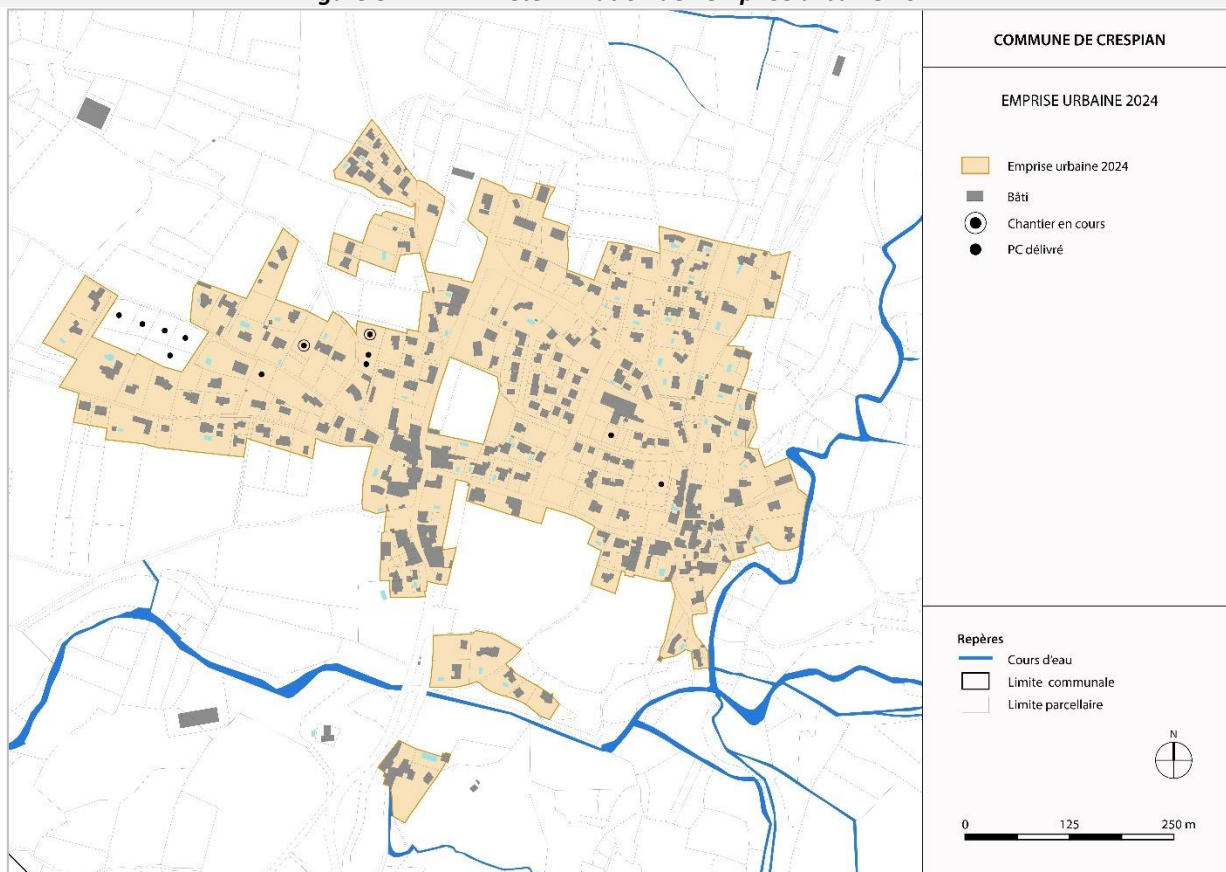 COMMUNE DE CRESPIAN
EMPRISE URBAINE 2024
Emprise urbaine 2024
Bâti
Chantier en cours
PC délivré
Repères
Cours d'eau
Limite communale
Limite parcellaire
N
0 125 250 m